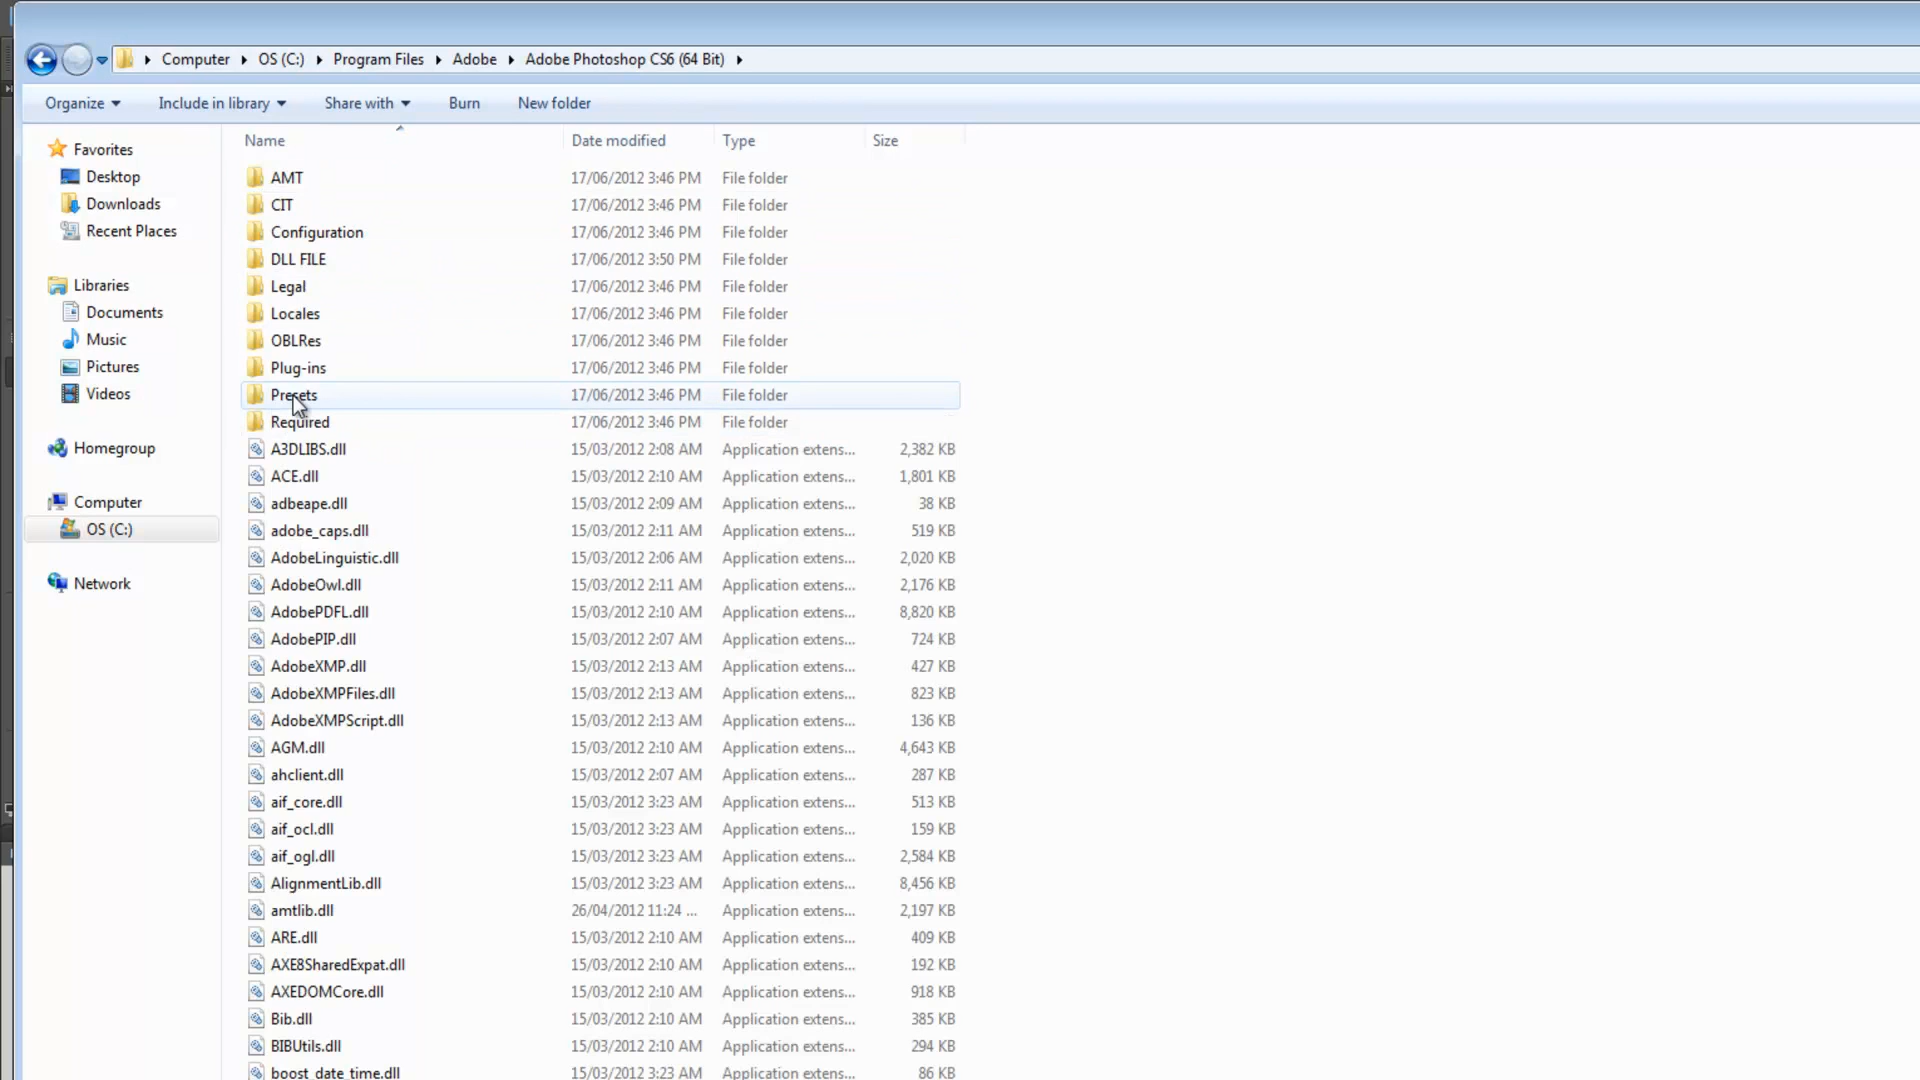 Computer OS (C:) Program Files Adobe Adobe Photoshop CS6 (64 Bit)
Organize Include in library Share with Burn New folder
Name Date modified Type Size
Favorites
Desktop
Downloads
Recent Places
Libraries
Documents
Music
Pictures
Videos
Homegroup
Computer
OS (C:)
Network
AMT 17/06/2012 3:46 PM File folder
CIT 17/06/2012 3:46 PM File folder
Configuration 17/06/2012 3:46 PM File folder
DLL FILE 17/06/2012 3:50 PM File folder
Legal 17/06/2012 3:46 PM File folder
Locales 17/06/2012 3:46 PM File folder
OBLRes 17/06/2012 3:46 PM File folder
Plug-ins 17/06/2012 3:46 PM File folder
Presets 17/06/2012 3:46 PM File folder
Required 17/06/2012 3:46 PM File folder
A3DLIBS.dll 15/03/2012 2:08 AM Application extens... 2,382 KB
ACE.dll 15/03/2012 2:10 AM Application extens... 1,801 KB
adbeape.dll 15/03/2012 2:09 AM Application extens... 38 KB
adobe_caps.dll 15/03/2012 2:11 AM Application extens... 519 KB
AdobeLinguistic.dll 15/03/2012 2:06 AM Application extens... 2,020 KB
AdobeOwl.dll 15/03/2012 2:11 AM Application extens... 2,176 KB
AdobePDFL.dll 15/03/2012 2:10 AM Application extens... 8,820 KB
AdobePIP.dll 15/03/2012 2:07 AM Application extens... 724 KB
AdobeXMP.dll 15/03/2012 2:13 AM Application extens... 427 KB
AdobeXMPFiles.dll 15/03/2012 2:13 AM Application extens... 823 KB
AdobeXMPScript.dll 15/03/2012 2:13 AM Application extens... 136 KB
AGM.dll 15/03/2012 2:10 AM Application extens... 4,643 KB
ahclient.dll 15/03/2012 2:07 AM Application extens... 287 KB
aif_core.dll 15/03/2012 3:23 AM Application extens... 513 KB
aif_ocl.dll 15/03/2012 3:23 AM Application extens... 159 KB
aif_ogl.dll 15/03/2012 3:23 AM Application extens... 2,584 KB
AlignmentLib.dll 15/03/2012 3:23 AM Application extens... 8,456 KB
amtlib.dll 26/04/2012 11:24 ... Application extens... 2,197 KB
ARE.dll 15/03/2012 2:10 AM Application extens... 409 KB
AXE8SharedExpat.dll 15/03/2012 2:10 AM Application extens... 192 KB
AXEDOMCore.dll 15/03/2012 2:10 AM Application extens... 918 KB
Bib.dll 15/03/2012 2:10 AM Application extens... 385 KB
BIBUtils.dll 15/03/2012 2:10 AM Application extens... 294 KB
boost_date_time.dll 15/03/2012 3:23 AM Application extens... 86 KB